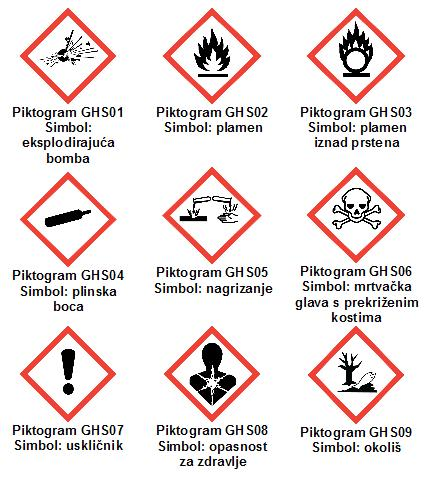 Piktogram GHS01
Simbol:
eksplodirajuća
bomba
Piktogram GHS02
Simbol: plamen
Piktogram GHS03
Simbol: plamen
iznad prstena
Piktogram GHS04
Simbol: plinska
boca
Piktogram GHS05
Simbol: nagrizanje
Piktogram GHS06
Simbol: mrtvačka
glava s prekriženim
kostima
Piktogram GHS07
Simbol: uskličnik
Piktogram GHS08
Simbol: opasnost
za zdravlje
Piktogram GHS09
Simbol: okoliš